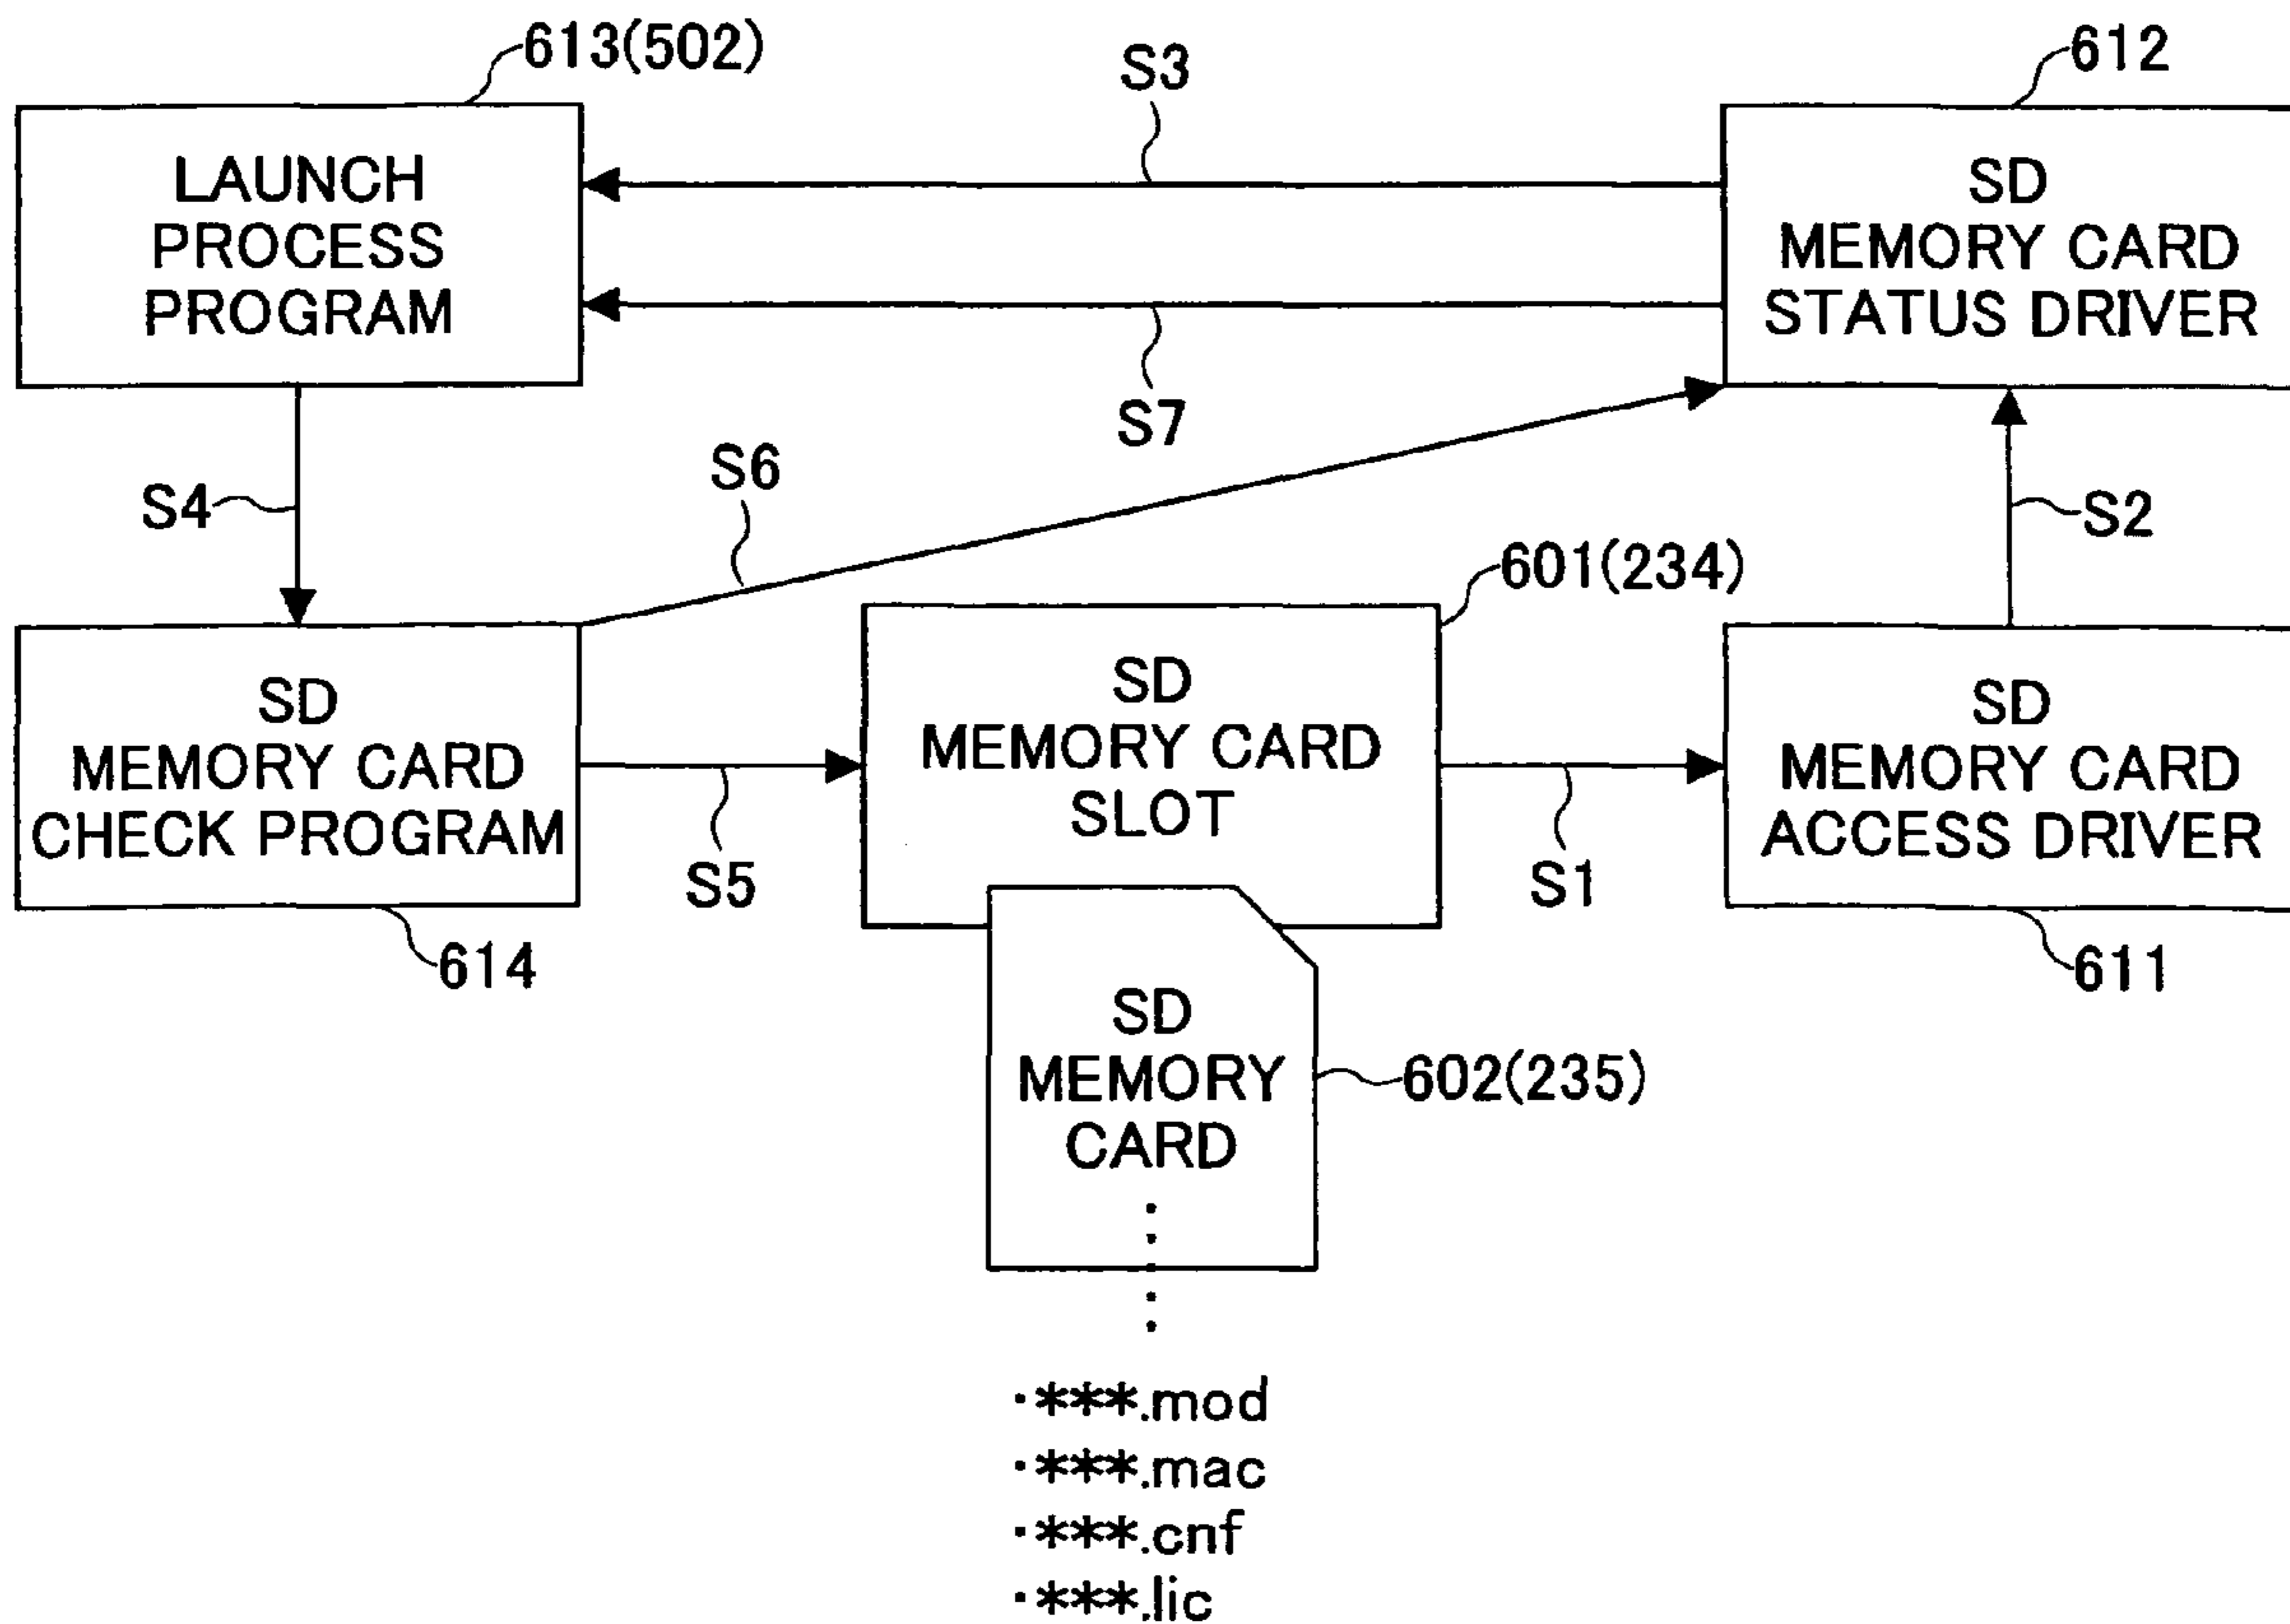 613(502)
S3
612
LAUNCH
PROCESS
PROGRAM
SD
MEMORY CARD
STATUS DRIVER
S7
S6
S4
S2
601(234)
SD
MEMORY CARD
CHECK PROGRAM
SD
MEMORY CARD
SLOT
SD
MEMORY CARD
ACCESS DRIVER
S5
S1
614
611
SD
MEMORY
CARD
602(235)
·***.mod
·***.mac
·***.cnf
·***.lic